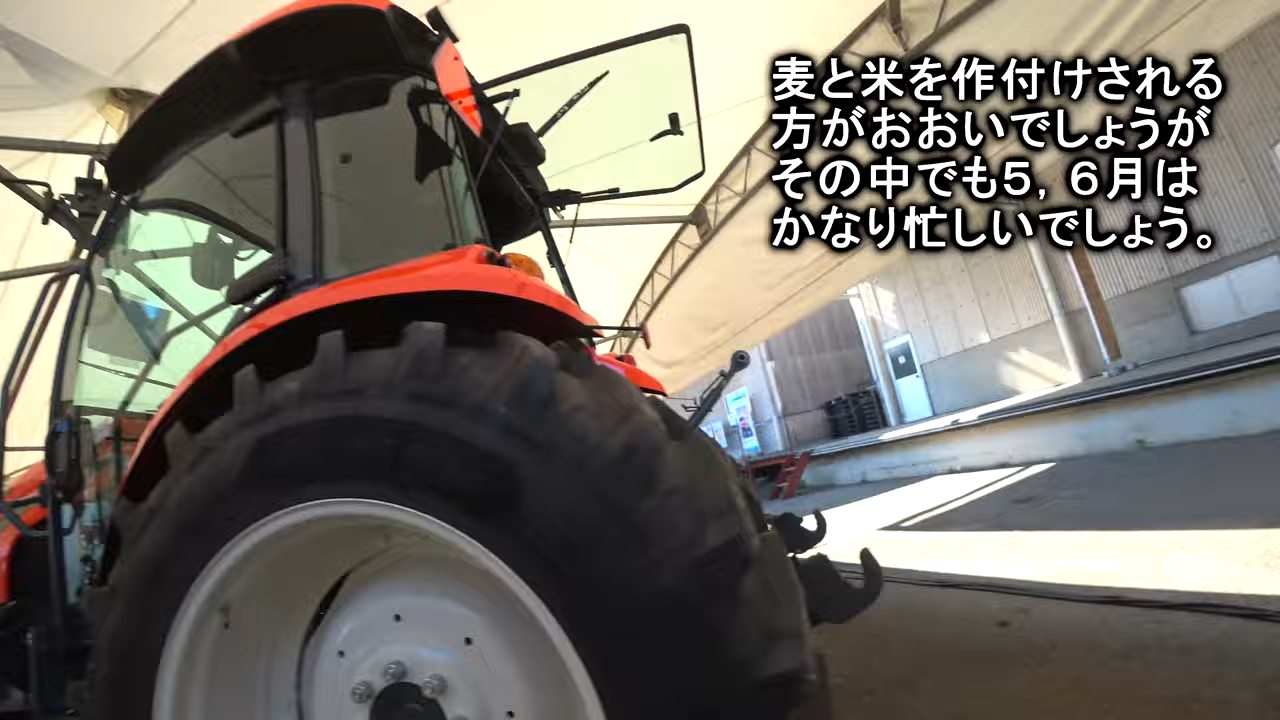 麦と米を作付けされる
方がおおいでしょうが
その中でも５，６月は
かなり忙しいでしょう。